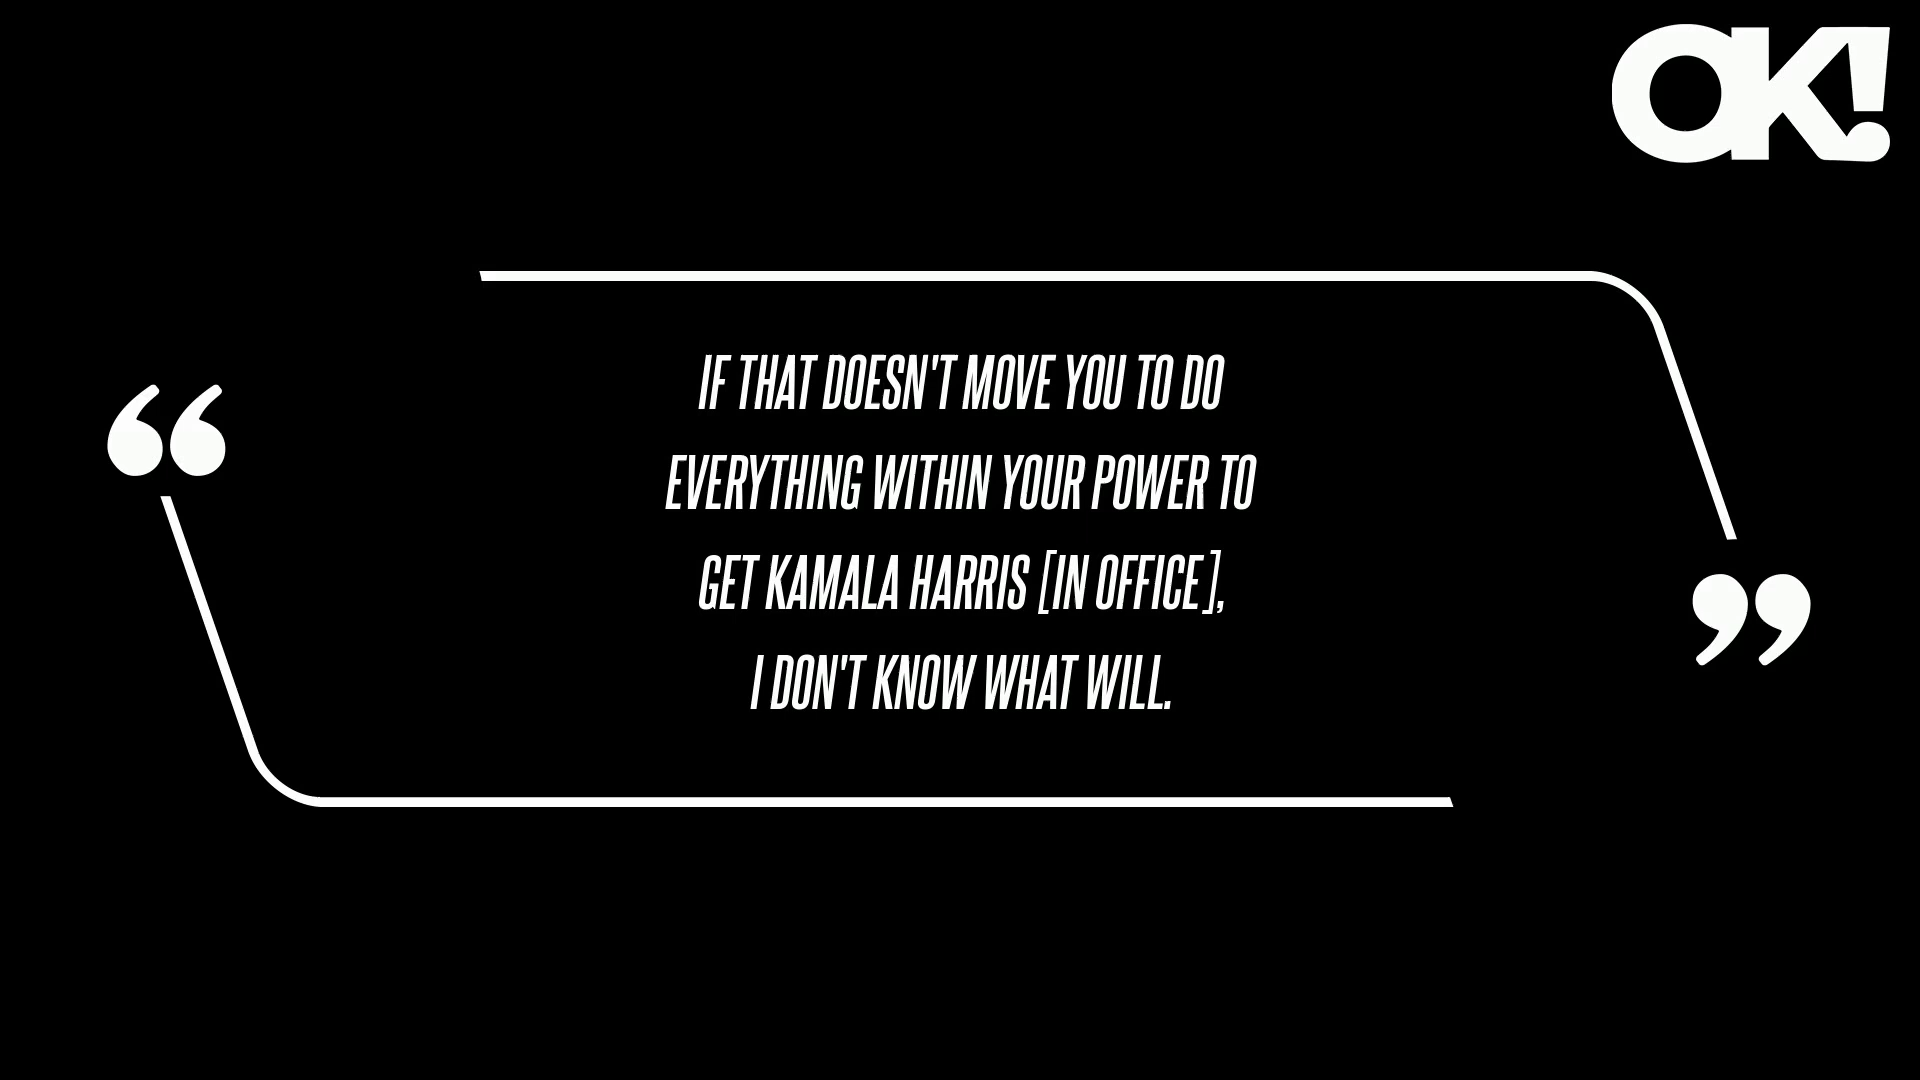 OK!
“
IF THAT DOESN'T MOVE YOU TO DO
EVERYTHING WITHIN YOUR POWER TO
GET KAMALA HARRIS [IN OFFICE],
I DON'T KNOW WHAT WILL.
”